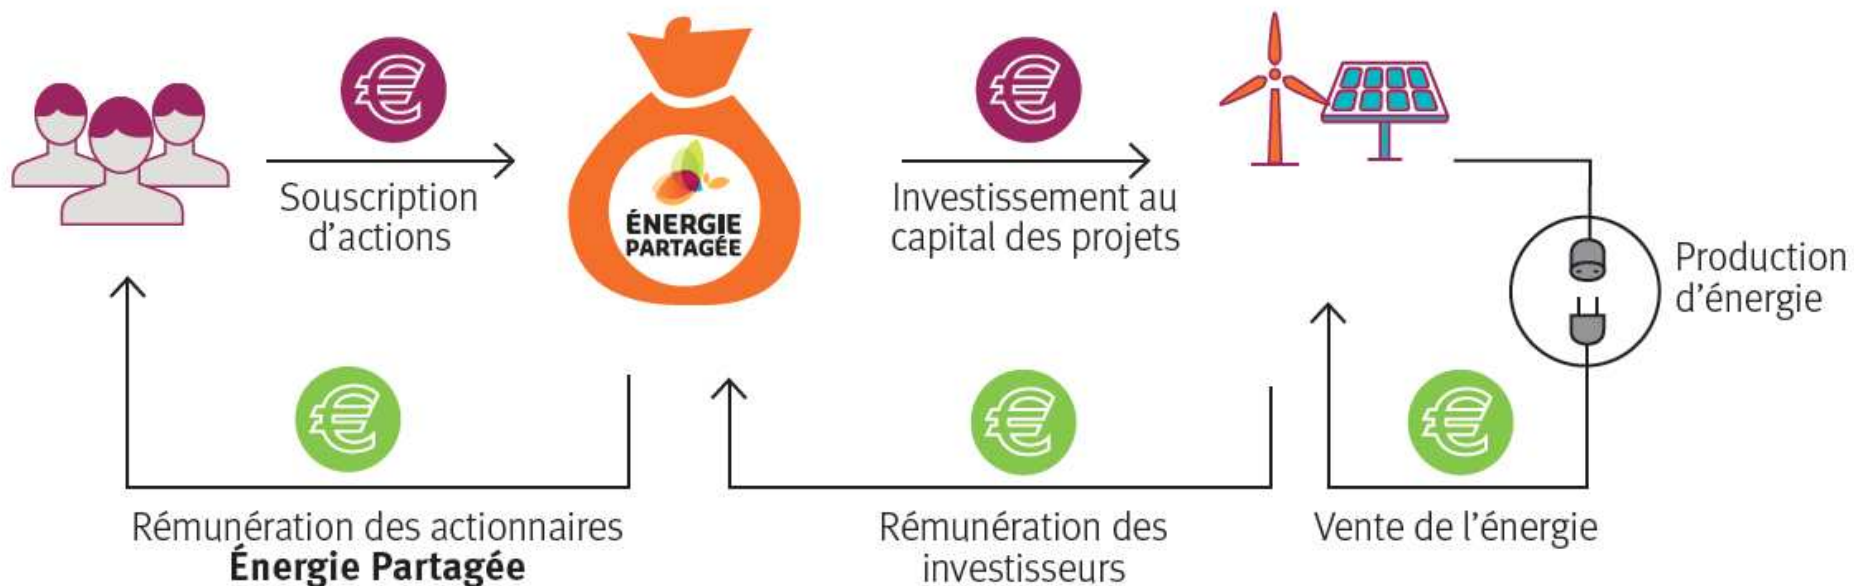 Souscription
d'actions
ÉNERGIE
PARTAGÉE
Investissement au
capital des projets
Production
d'énergie
Rémunération des actionnaires
Énergie Partagée
Rémunération des
investisseurs
Vente de l'énergie